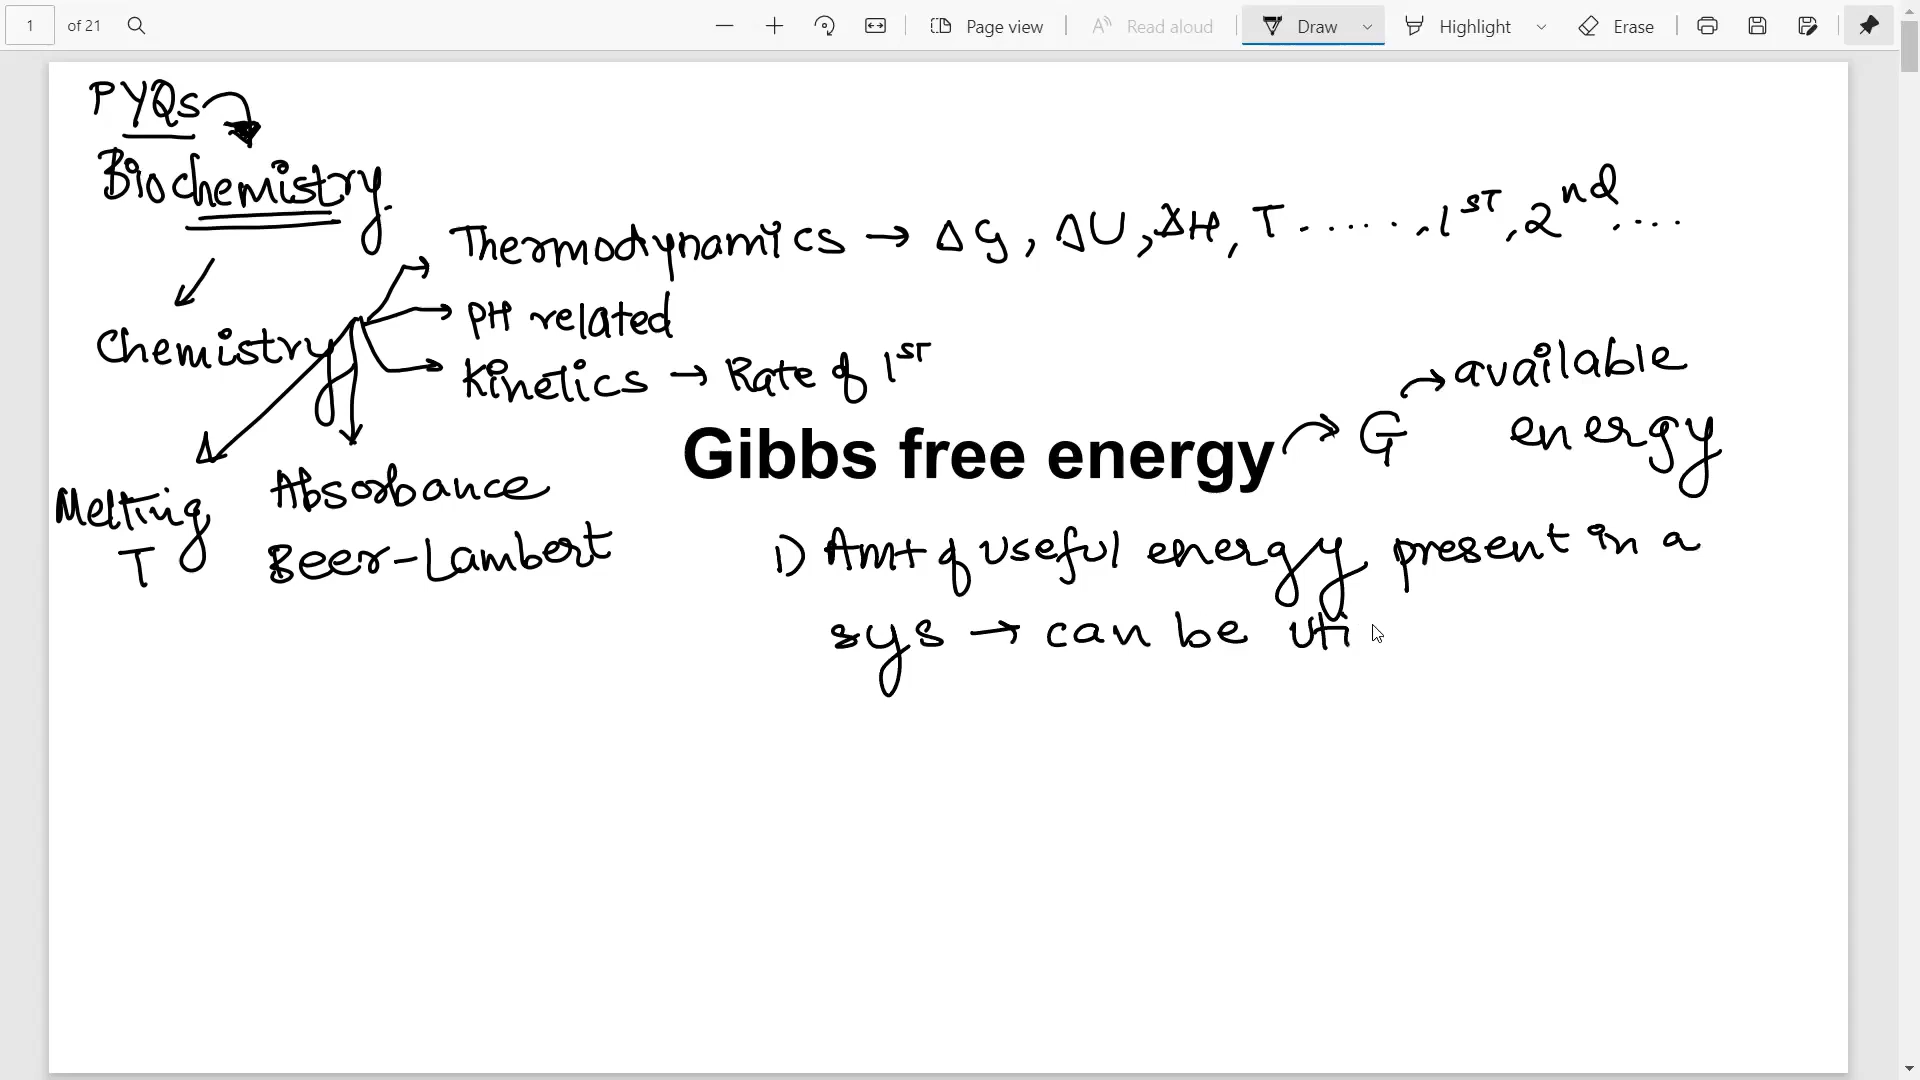 1 of 21 Page view Read aloud Draw Highlight Erase
PYQs
Biochemistry.
Thermodynamics → ΔG, ΔU, ΔH, T ......, 1ST, 2nd ....
Chemistry
PH related
Kinetics → Rate of 1ST
Gibbs free energy → G → available
energy
Melting
T
Absorbance
Beer-Lambert
1) Amt of useful energy present in a
sys → can be uti